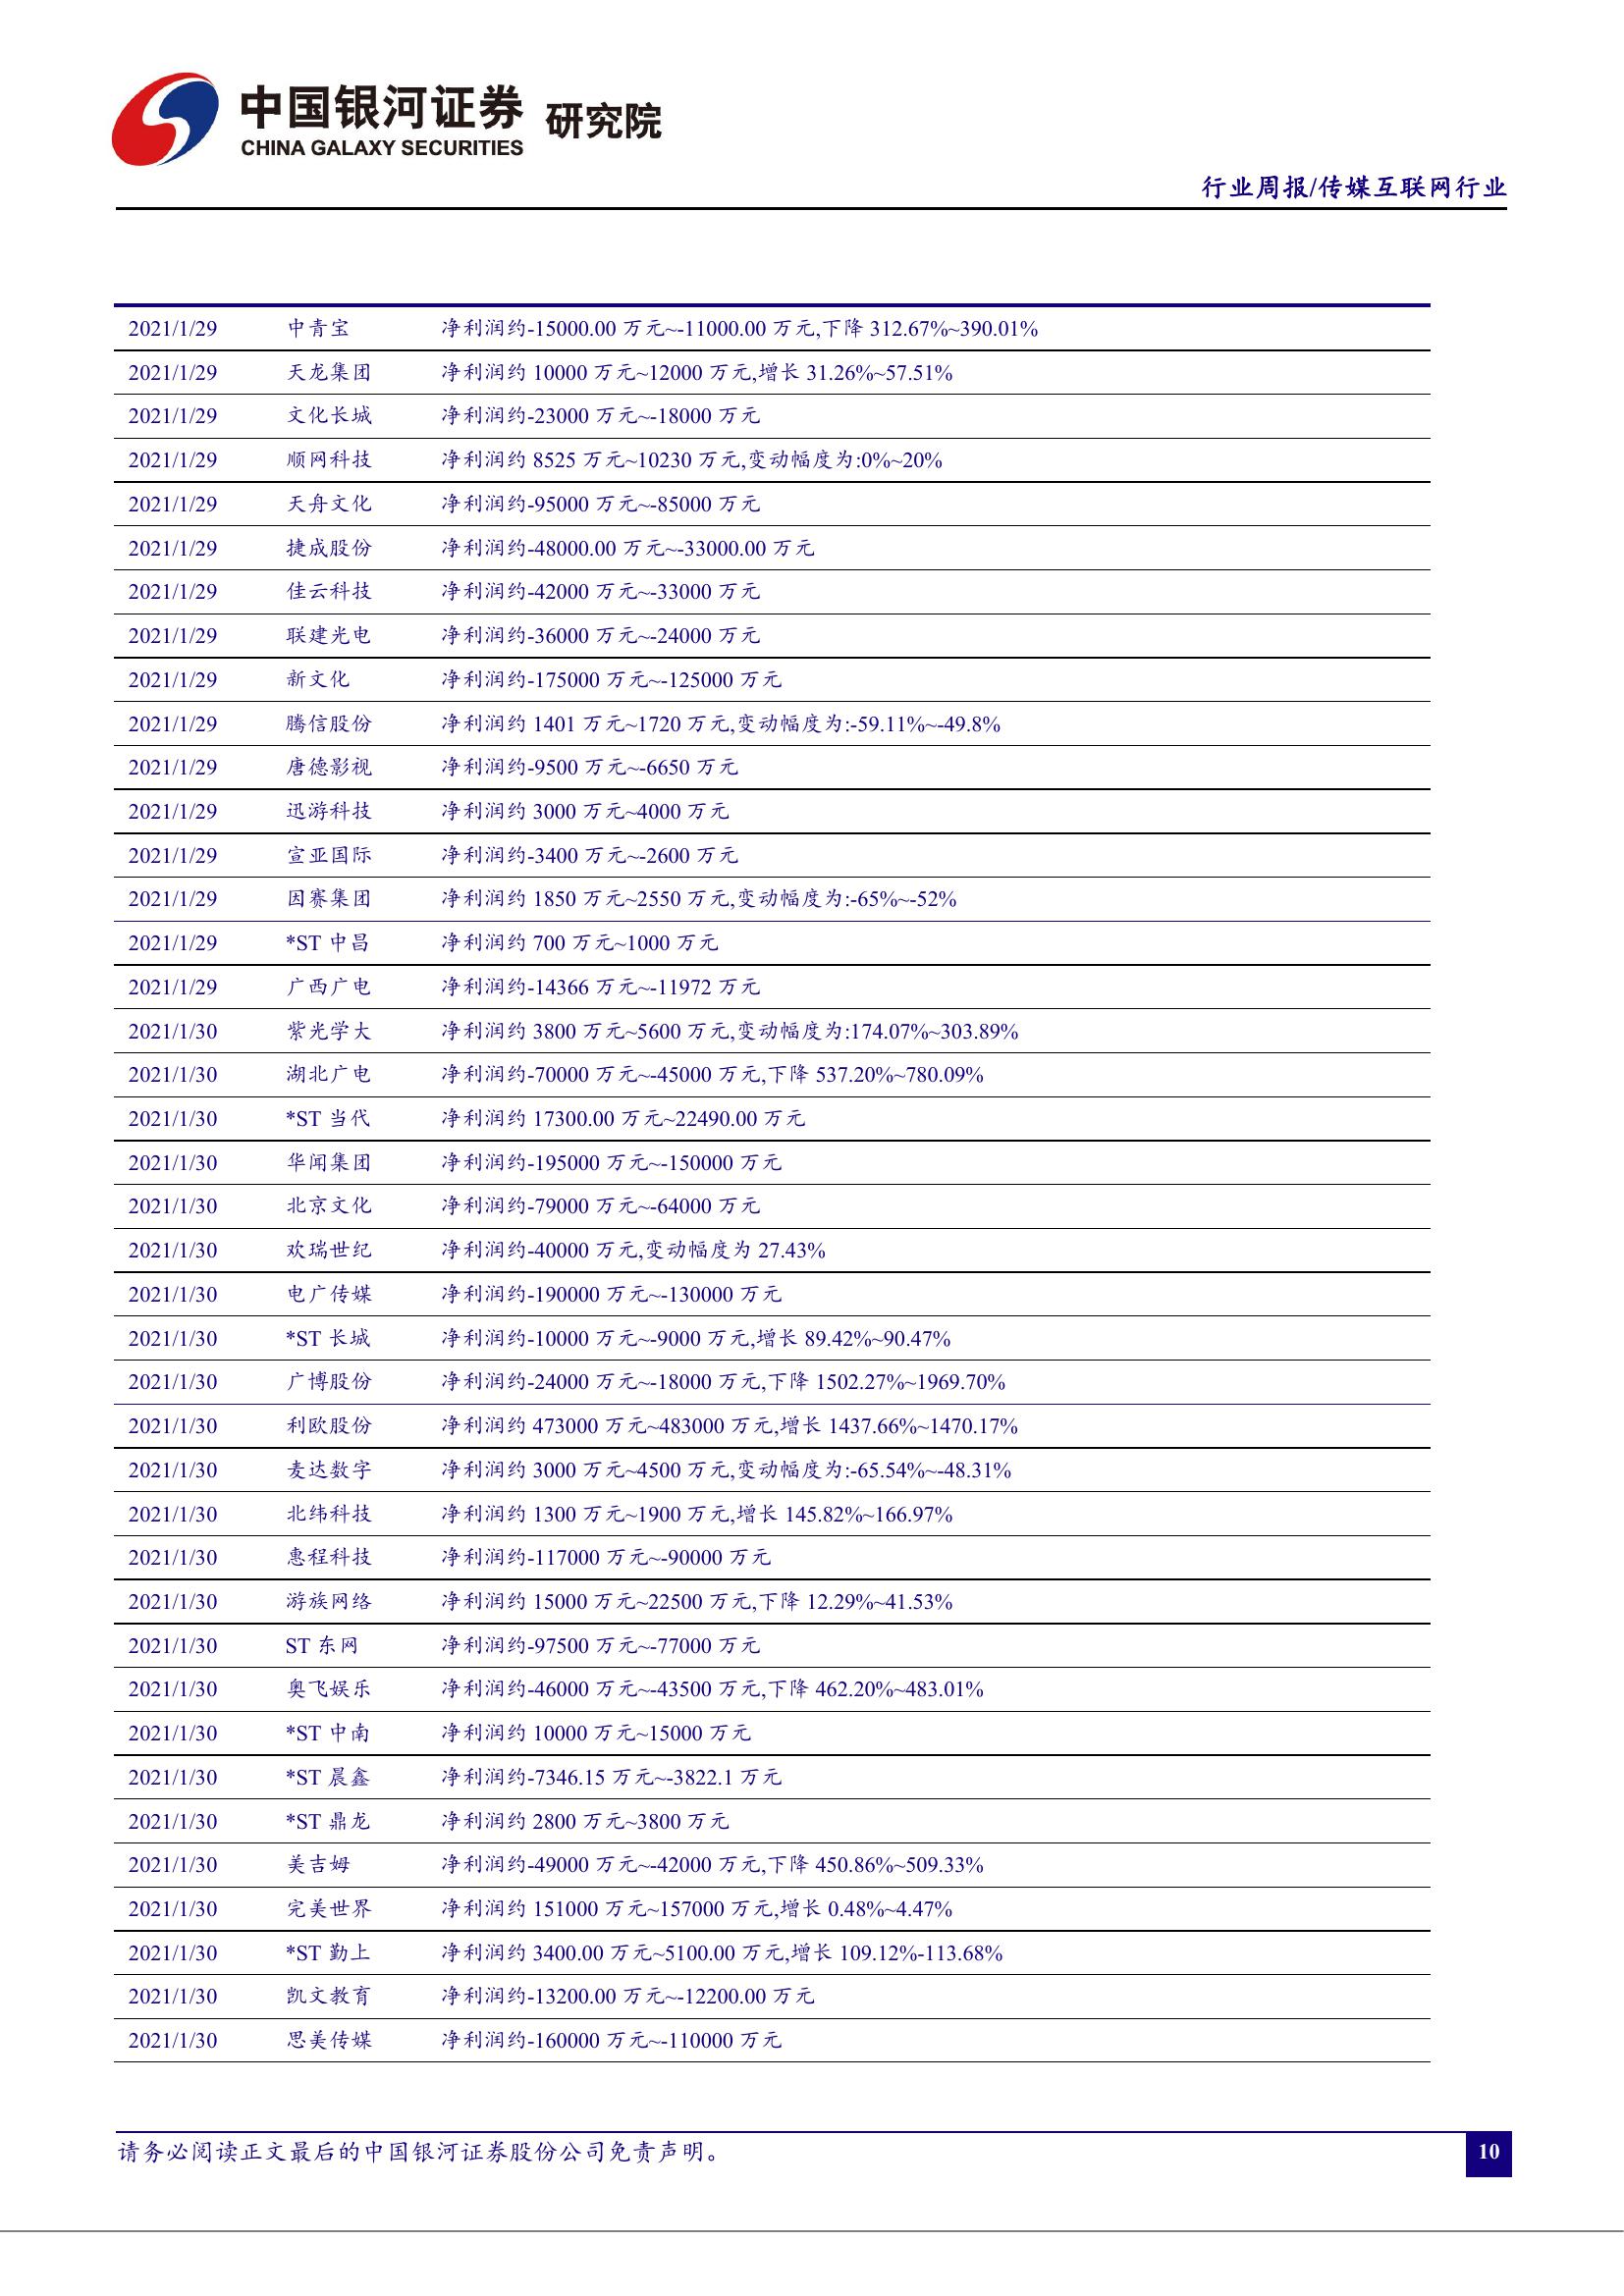 中国银河证券 研究院
CHINA GALAXY SECURITIES
行业周报/传媒互联网行业
2021/1/29 中青宝 净利润约-15000.00 万元~-11000.00 万元,下降 312.67%~390.01%
2021/1/29 天龙集团 净利润约 10000 万元~12000 万元,增长 31.26%~57.51%
2021/1/29 文化长城 净利润约-23000 万元~-18000 万元
2021/1/29 顺网科技 净利润约 8525 万元~10230 万元,变动幅度为:0%~20%
2021/1/29 天舟文化 净利润约-95000 万元~-85000 万元
2021/1/29 捷成股份 净利润约-48000.00 万元~-33000.00 万元
2021/1/29 佳云科技 净利润约-42000 万元~-33000 万元
2021/1/29 联建光电 净利润约-36000 万元~-24000 万元
2021/1/29 新文化 净利润约-175000 万元~-125000 万元
2021/1/29 腾信股份 净利润约 1401 万元~1720 万元,变动幅度为:-59.11%~-49.8%
2021/1/29 唐德影视 净利润约-9500 万元~-6650 万元
2021/1/29 迅游科技 净利润约 3000 万元~4000 万元
2021/1/29 宣亚国际 净利润约-3400 万元~-2600 万元
2021/1/29 因赛集团 净利润约 1850 万元~2550 万元,变动幅度为:-65%~-52%
2021/1/29 *ST 中昌 净利润约 700 万元~1000 万元
2021/1/29 广西广电 净利润约-14366 万元~-11972 万元
2021/1/30 紫光学大 净利润约 3800 万元~5600 万元,变动幅度为:174.07%~303.89%
2021/1/30 湖北广电 净利润约-70000 万元~-45000 万元,下降 537.20%~780.09%
2021/1/30 *ST 当代 净利润约 17300.00 万元~22490.00 万元
2021/1/30 华闻集团 净利润约-195000 万元~-150000 万元
2021/1/30 北京文化 净利润约-79000 万元~-64000 万元
2021/1/30 欢瑞世纪 净利润约-40000 万元,变动幅度为 27.43%
2021/1/30 电广传媒 净利润约-190000 万元~-130000 万元
2021/1/30 *ST 长城 净利润约-10000 万元~-9000 万元,增长 89.42%~90.47%
2021/1/30 广博股份 净利润约-24000 万元~-18000 万元,下降 1502.27%~1969.70%
2021/1/30 利欧股份 净利润约 473000 万元~483000 万元,增长 1437.66%~1470.17%
2021/1/30 麦达数字 净利润约 3000 万元~4500 万元,变动幅度为:-65.54%~-48.31%
2021/1/30 北纬科技 净利润约 1300 万元~1900 万元,增长 145.82%~166.97%
2021/1/30 惠程科技 净利润约-117000 万元~-90000 万元
2021/1/30 游族网络 净利润约 15000 万元~22500 万元,下降 12.29%~41.53%
2021/1/30 ST 东网 净利润约-97500 万元~-77000 万元
2021/1/30 奥飞娱乐 净利润约-46000 万元~-43500 万元,下降 462.20%~483.01%
2021/1/30 *ST 中南 净利润约 10000 万元~15000 万元
2021/1/30 *ST 晨鑫 净利润约-7346.15 万元~-3822.1 万元
2021/1/30 *ST 鼎龙 净利润约 2800 万元~3800 万元
2021/1/30 美吉姆 净利润约-49000 万元~-42000 万元,下降 450.86%~509.33%
2021/1/30 完美世界 净利润约 151000 万元~157000 万元,增长 0.48%~4.47%
2021/1/30 *ST 勤上 净利润约 3400.00 万元~5100.00 万元,增长 109.12%-113.68%
2021/1/30 凯文教育 净利润约-13200.00 万元~-12200.00 万元
2021/1/30 思美传媒 净利润约-160000 万元~-110000 万元
请务必阅读正文最后的中国银河证券股份公司免责声明。 10